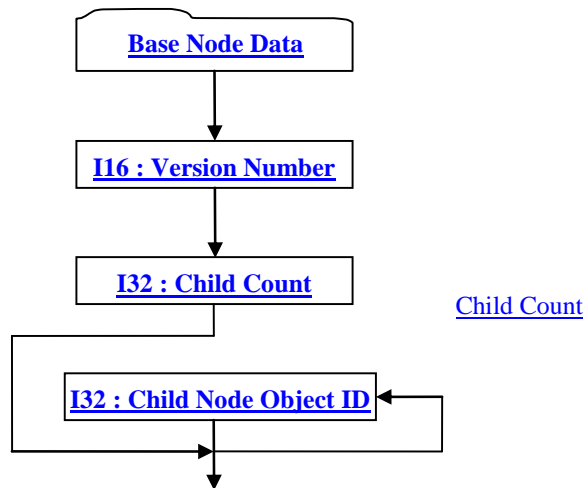 Base Node Data
I16 : Version Number
I32 : Child Count
Child Count
I32 : Child Node Object ID